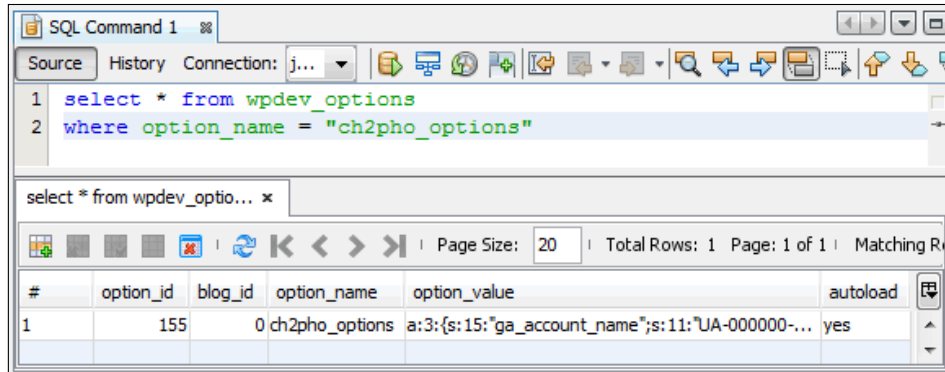 SQL Command 1
Source History Connection: j...
1 select * from wpdev_options
2 where option_name = "ch2pho_options"
select * from wpdev_optio...
Page Size: 20 Total Rows: 1 Page: 1 of 1 Matching R
# option_id blog_id option_name option_value autoload
1 155 0 ch2pho_options a:3:{s:15:"ga_account_name";s:11:"UA-000000-... yes